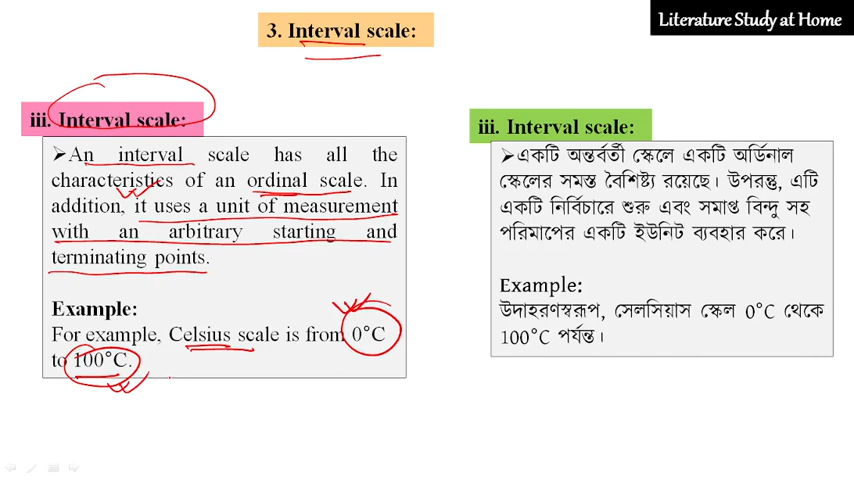 Literature Study at Home
3. Interval scale:
iii. Interval scale:
➢An interval scale has all the
characteristics of an ordinal scale. In
addition, it uses a unit of measurement
with an arbitrary starting and
terminating points.
Example:
For example, Celsius scale is from 0°C
to 100°C.
iii. Interval scale:
➢একটি অন্তর্বর্তী স্কেলে একটি অর্ডিনাল
স্কেলের সমস্ত বৈশিষ্ট্য রয়েছে। উপরন্তু, এটি
একটি নির্বিচারে শুরু এবং সমাপ্ত বিন্দু সহ
পরিমাপের একটি ইউনিট ব্যবহার করে।
Example:
উদাহরণস্বরূপ, সেলসিয়াস স্কেল 0°C থেকে
100°C পর্যন্ত।